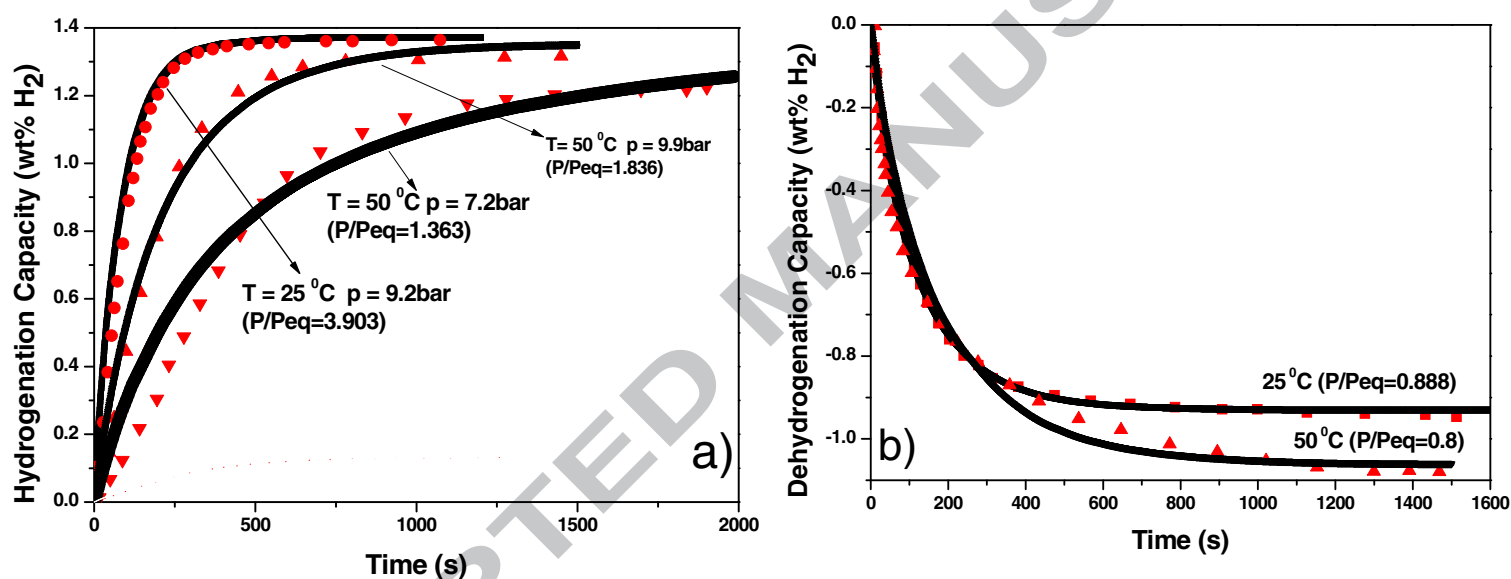 Hydrogenation Capacity (wt% H2)
1.4
1.2
1.0
0.8
0.6
0.4
0.2
0.0
T= 50 ⁰C p = 9.9bar
(P/Peq=1.836)
T = 50 ⁰C p = 7.2bar
(P/Peq=1.363)
T = 25 ⁰C p = 9.2bar
(P/Peq=3.903)
a)
0 500 1000 1500 2000
Time (s)
Dehydrogenation Capacity (wt% H2)
0.0
-0.2
-0.4
-0.6
-0.8
-1.0
25 ⁰C (P/Peq=0.888)
50 ⁰C (P/Peq=0.8)
b)
0 200 400 600 800 1000 1200 1400 1600
Time (s)
PTED MANUS